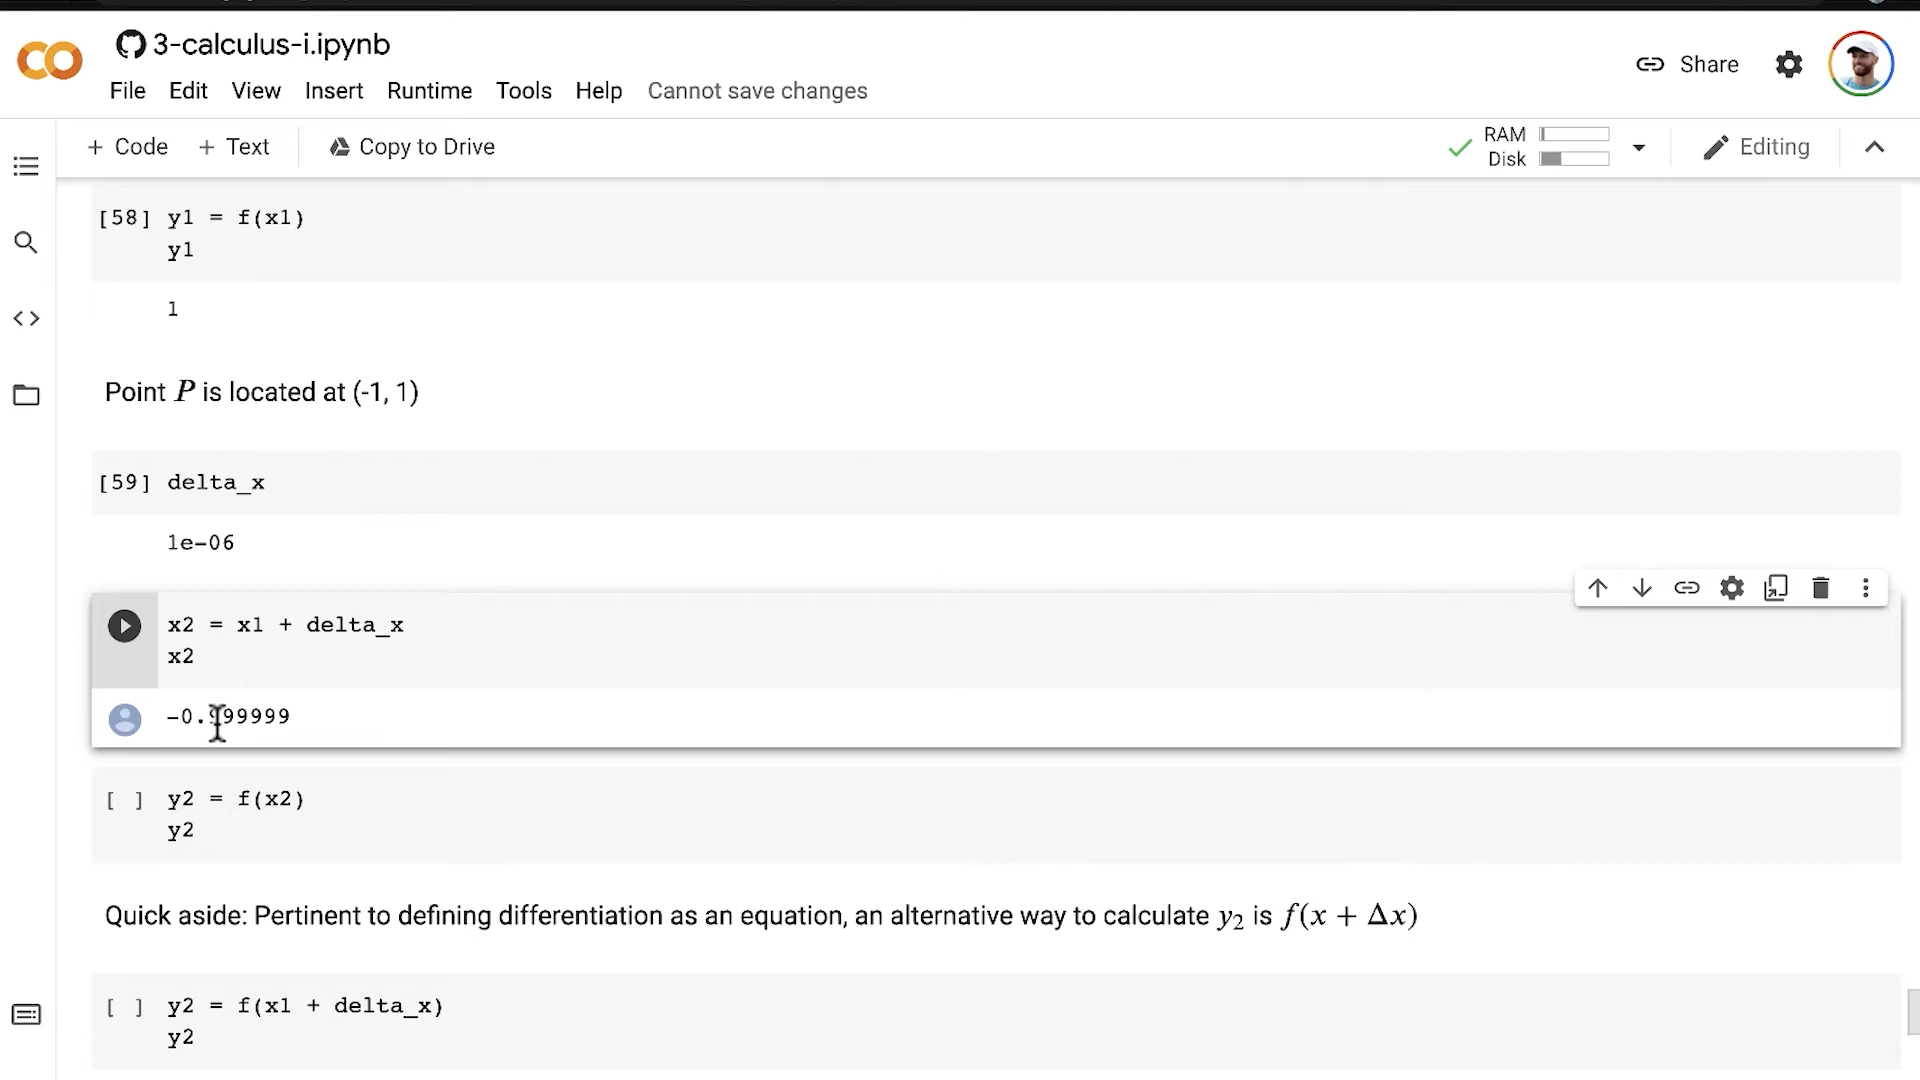 3-calculus-i.ipynb
Share
File Edit View Insert Runtime Tools Help Cannot save changes
+ Code + Text Copy to Drive
RAM
Disk
Editing
[58] y1 = f(x1)
y1
1
Point P is located at (-1, 1)
[59] delta_x
1e-06
x2 = x1 + delta_x
x2
-0.999999
[ ] y2 = f(x2)
y2
Quick aside: Pertinent to defining differentiation as an equation, an alternative way to calculate y₂ is f(x + Δx)
[ ] y2 = f(x1 + delta_x)
y2